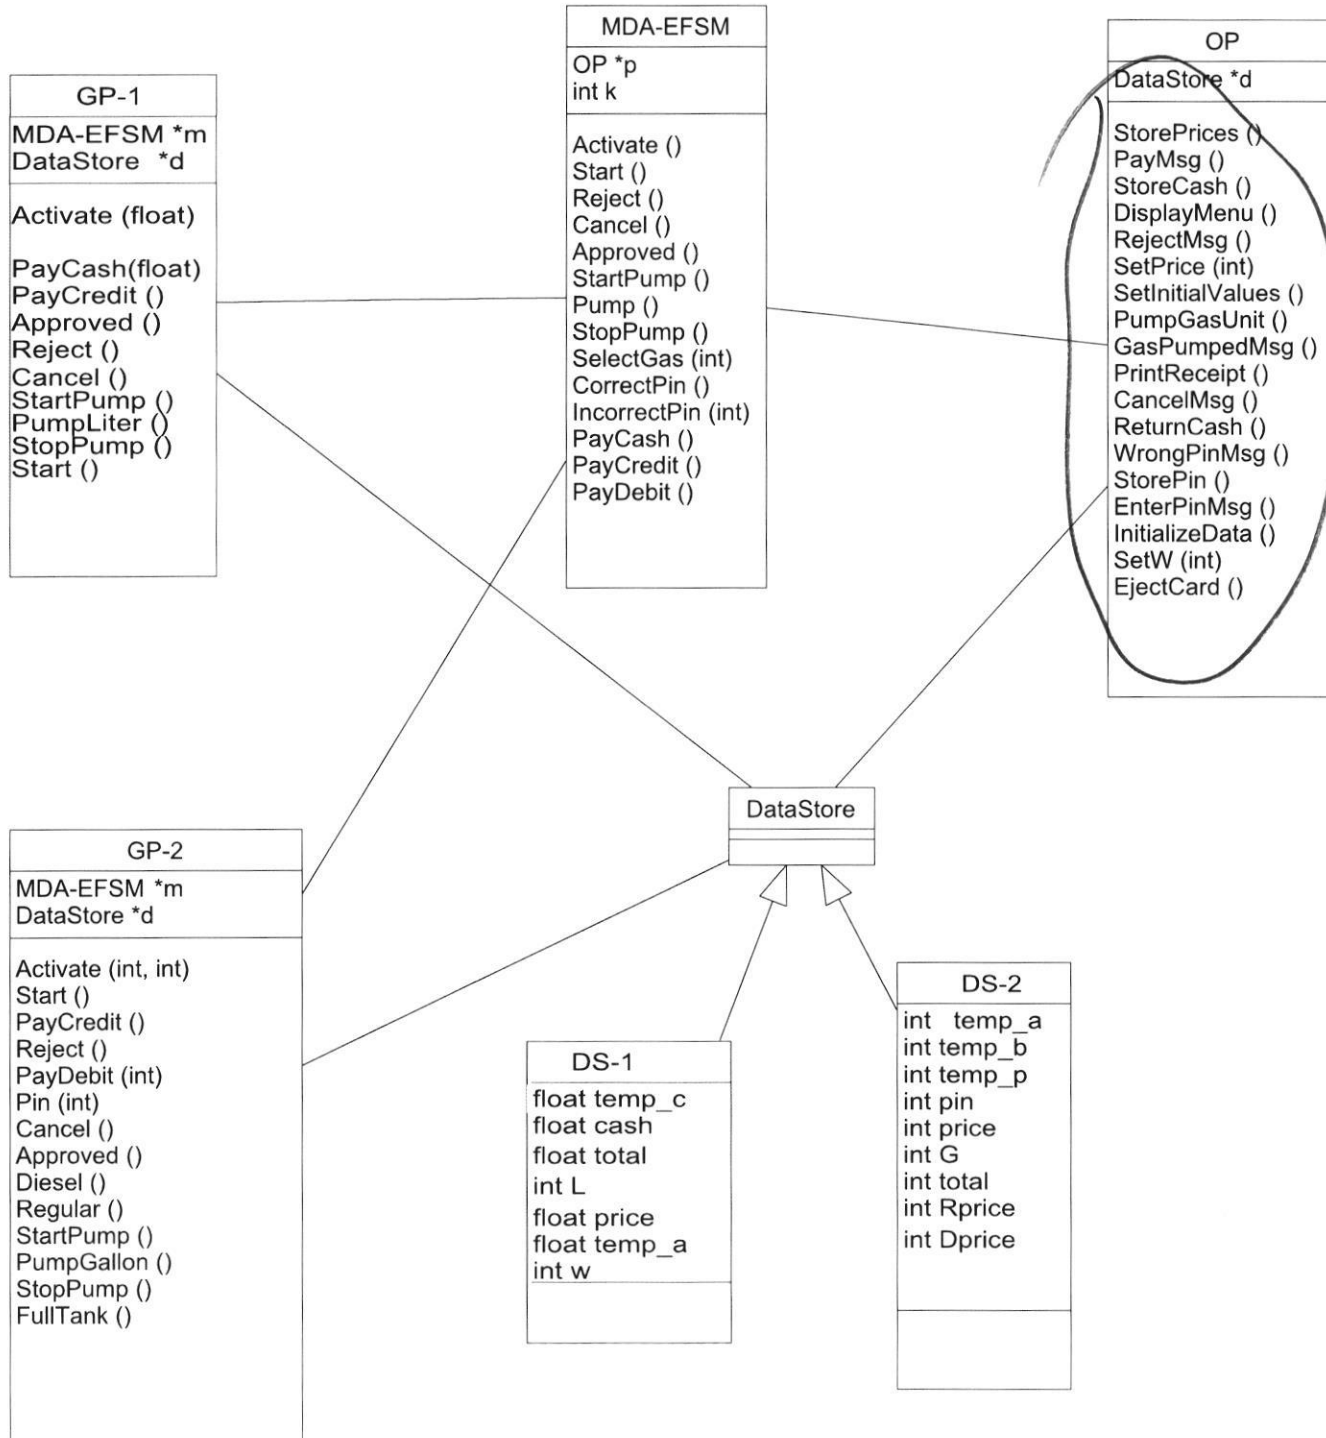 GP-1
MDA-EFSM *m
DataStore *d
Activate (float)
PayCash(float)
PayCredit ()
Approved ()
Reject ()
Cancel ()
StartPump ()
PumpLiter ()
StopPump ()
Start ()
MDA-EFSM
OP *p
int k
Activate ()
Start ()
Reject ()
Cancel ()
Approved ()
StartPump ()
Pump ()
StopPump ()
SelectGas (int)
CorrectPin ()
IncorrectPin (int)
PayCash ()
PayCredit ()
PayDebit ()
OP
DataStore *d
StorePrices ()
PayMsg ()
StoreCash ()
DisplayMenu ()
RejectMsg ()
SetPrice (int)
SetInitialValues ()
PumpGasUnit ()
GasPumpedMsg ()
PrintReceipt ()
CancelMsg ()
ReturnCash ()
WrongPinMsg ()
StorePin ()
EnterPinMsg ()
InitializeData ()
SetW (int)
EjectCard ()
DataStore
GP-2
MDA-EFSM *m
DataStore *d
Activate (int, int)
Start ()
PayCredit ()
Reject ()
PayDebit (int)
Pin (int)
Cancel ()
Approved ()
Diesel ()
Regular ()
StartPump ()
PumpGallon ()
StopPump ()
FullTank ()
DS-1
float temp_c
float cash
float total
int L
float price
float temp_a
int w
DS-2
int temp_a
int temp_b
int temp_p
int pin
int price
int G
int total
int Rprice
int Dprice